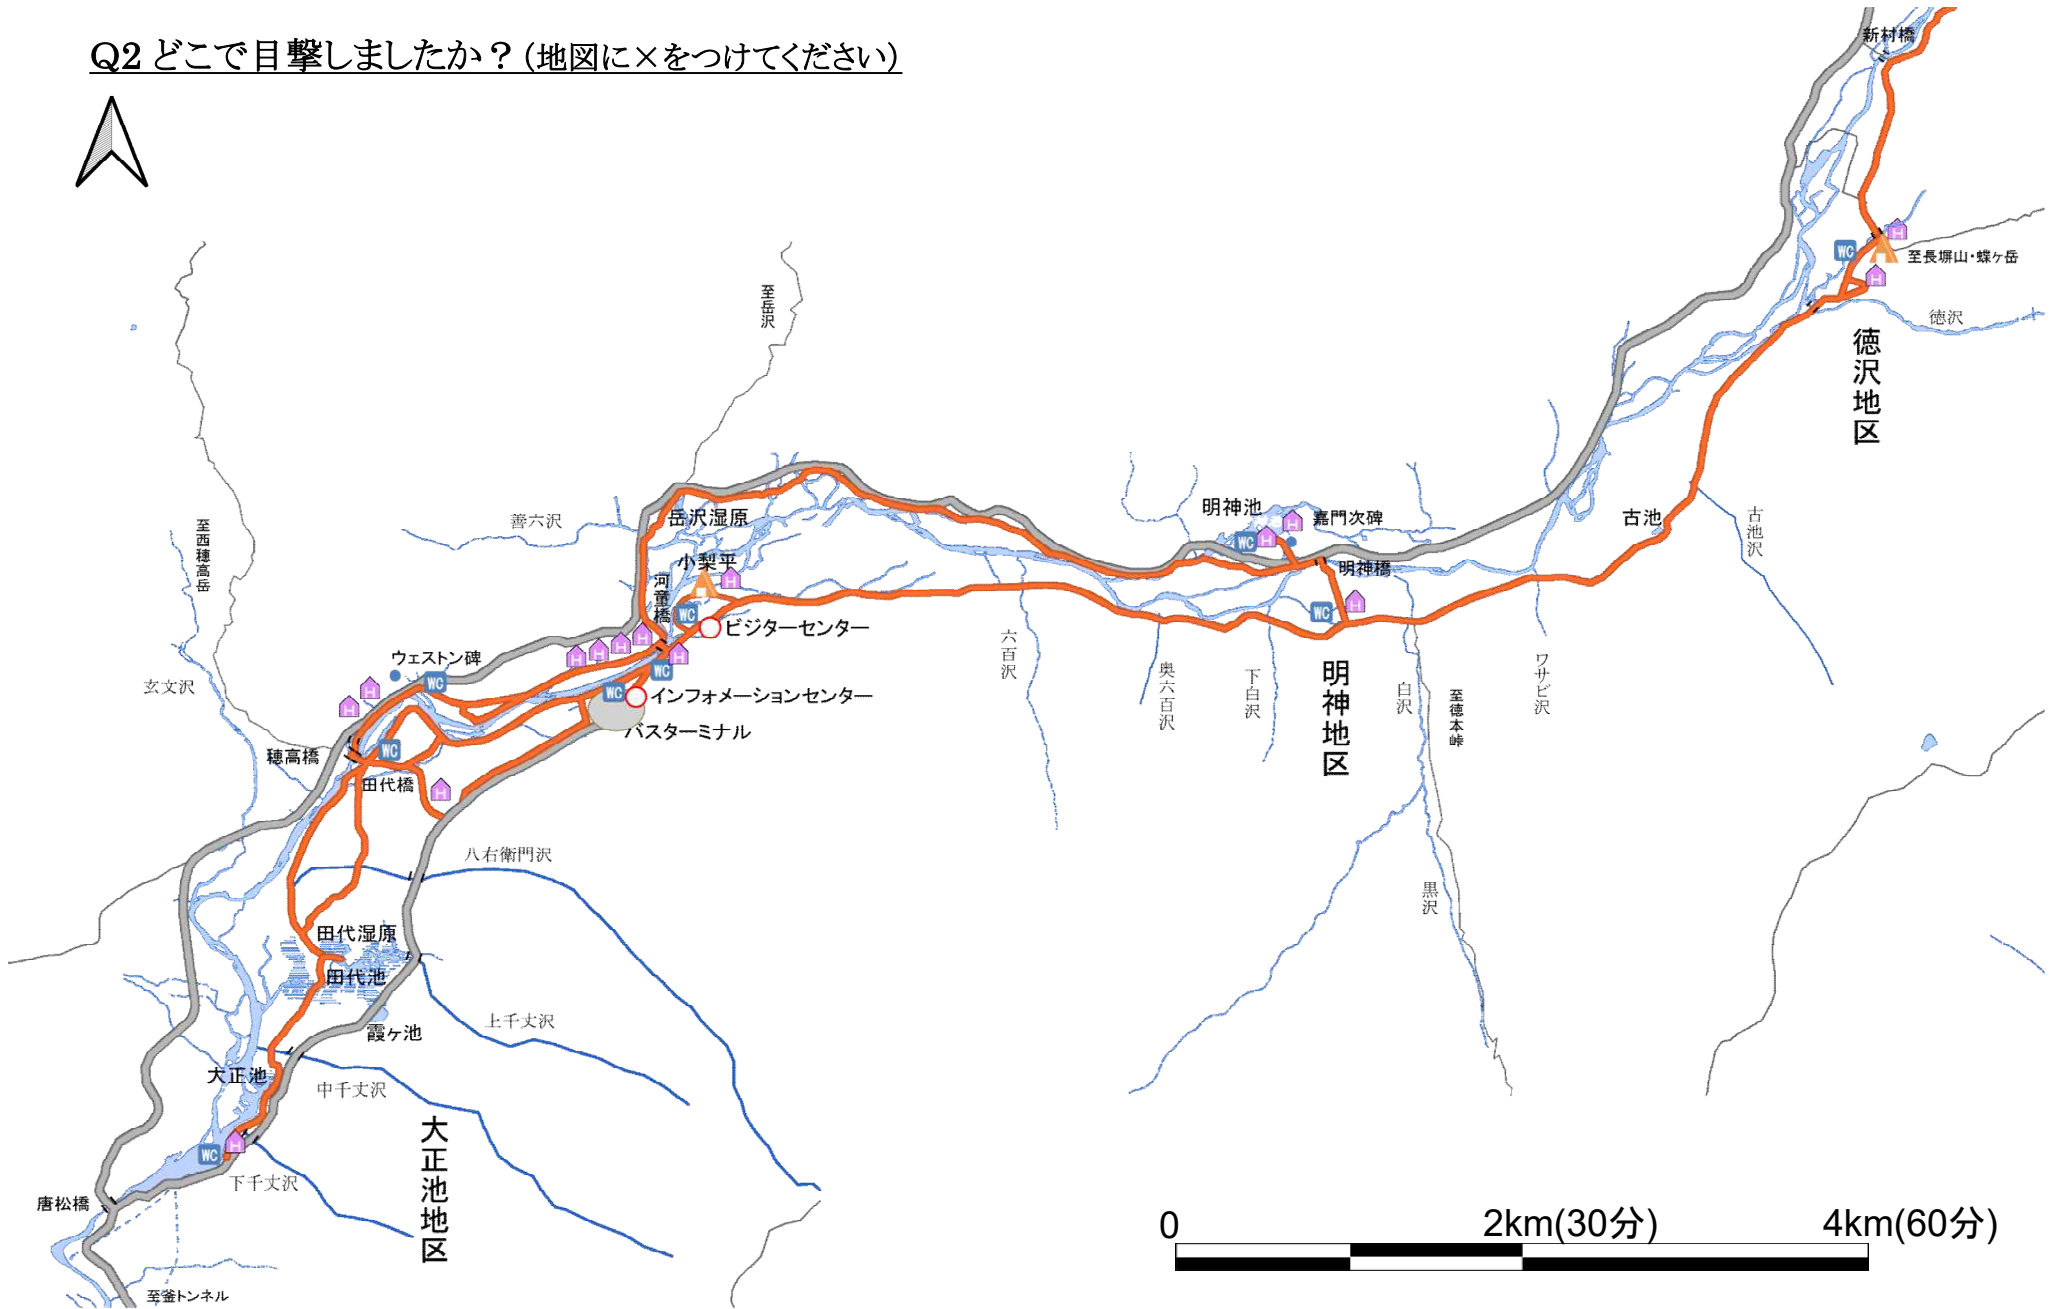 Q2 どこで目撃しましたか？(地図に×をつけてください)
新村橋
WC
至長塀山・蝶ヶ岳
徳沢
徳沢地区
至岳沢
至西穂高岳
善六沢
岳沢湿原
小梨平
河童橋
WC
ビジターセンター
WC
WC
インフォメーションセンター
バスターミナル
ウェストン碑
WC
玄文沢
穂高橋
WC
田代橋
明神池
WC
嘉門次碑
明神橋
WC
古池
古池沢
六百沢
奥六百沢
下白沢
明神地区
白沢
至徳本峠
ワサビ沢
黒沢
八右衛門沢
田代湿原
田代池
上千丈沢
霞ヶ池
大正池
中千丈沢
大正池地区
WC
下千丈沢
唐松橋
至釜トンネル
0
2km(30分)
4km(60分)